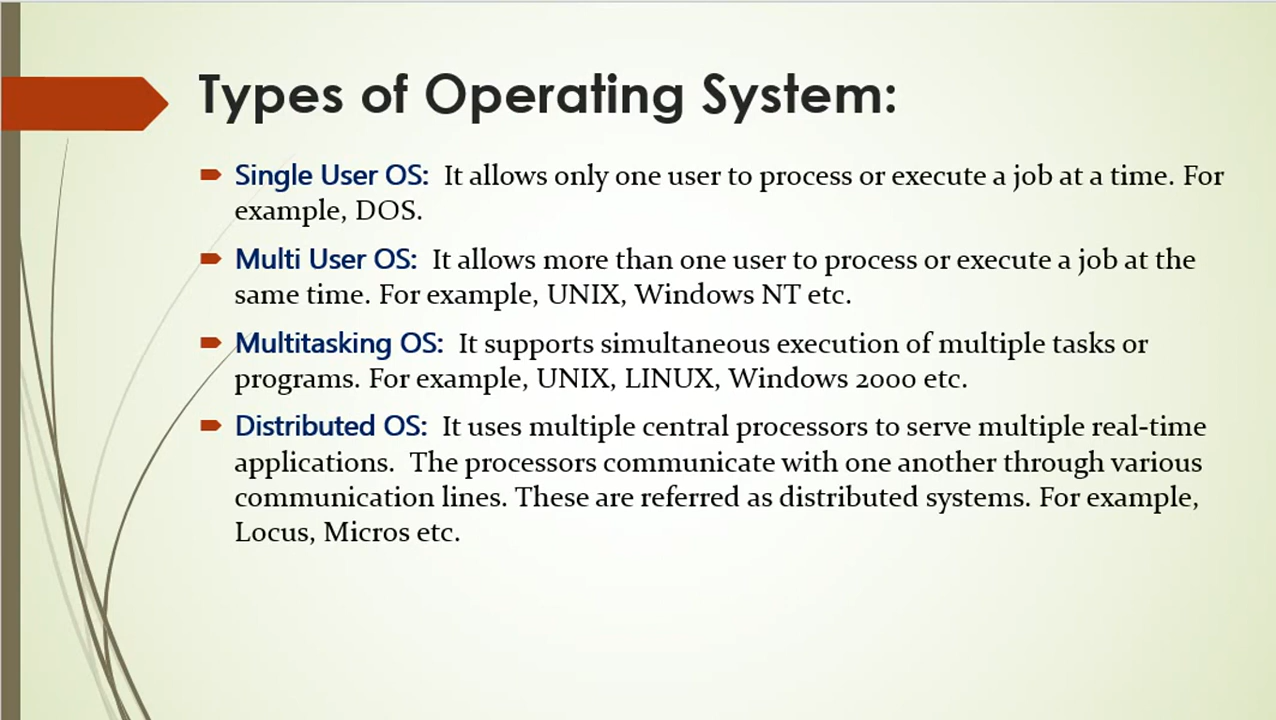 Types of Operating System:
Single User OS: It allows only one user to process or execute a job at a time. For
example, DOS.
Multi User OS: It allows more than one user to process or execute a job at the
same time. For example, UNIX, Windows NT etc.
Multitasking OS: It supports simultaneous execution of multiple tasks or
programs. For example, UNIX, LINUX, Windows 2000 etc.
Distributed OS: It uses multiple central processors to serve multiple real-time
applications. The processors communicate with one another through various
communication lines. These are referred as distributed systems. For example,
Locus, Micros etc.